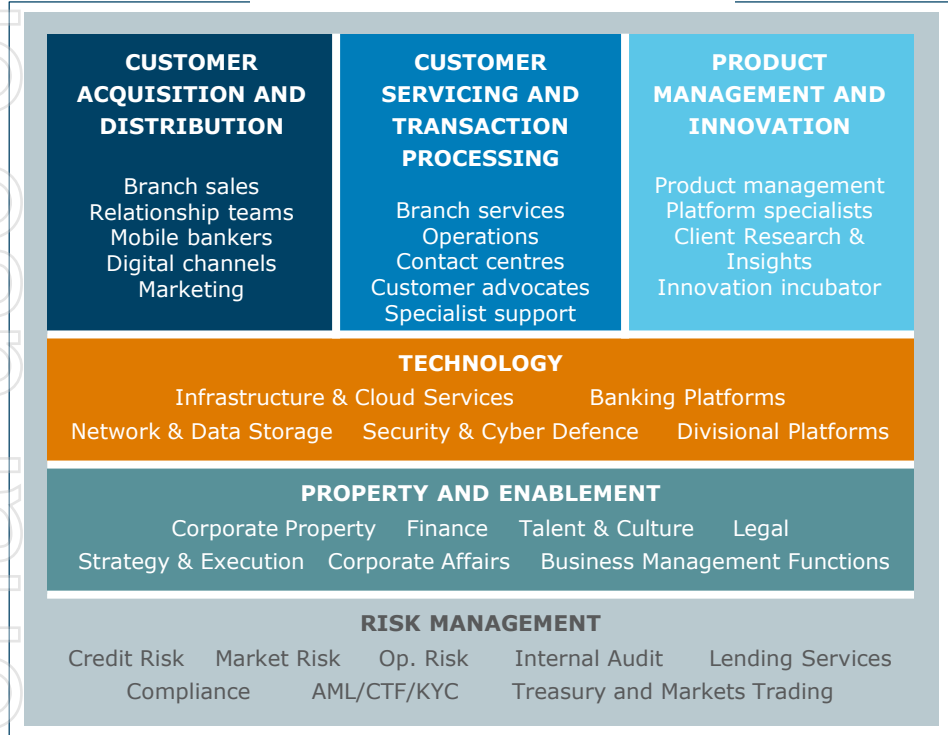 CUSTOMER
ACQUISITION AND
DISTRIBUTION
Branch sales
Relationship teams
Mobile bankers
Digital channels
Marketing
CUSTOMER
SERVICING AND
TRANSACTION
PROCESSING
Branch services
Operations
Contact centres
Customer advocates
Specialist support
PRODUCT
MANAGEMENT AND
INNOVATION
Product management
Platform specialists
Client Research &
Insights
Innovation incubator
TECHNOLOGY
Infrastructure & Cloud Services Banking Platforms
Network & Data Storage Security & Cyber Defence Divisional Platforms
PROPERTY AND ENABLEMENT
Corporate Property Finance Talent & Culture Legal
Strategy & Execution Corporate Affairs Business Management Functions
RISK MANAGEMENT
Credit Risk Market Risk Op. Risk Internal Audit Lending Services
Compliance AML/CTF/KYC Treasury and Markets Trading